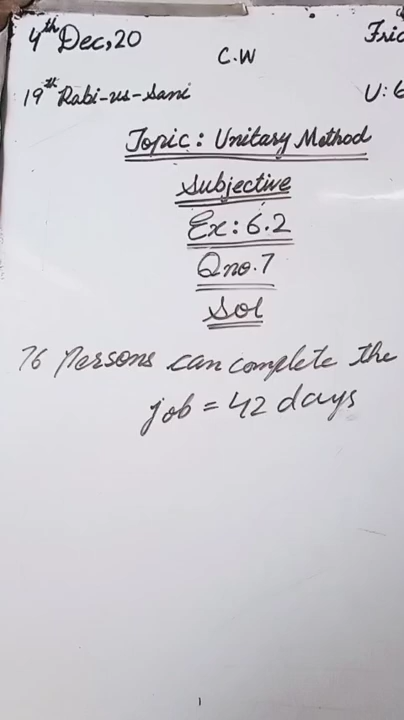 4th Dec,20
Fri
C.W
19th Rabi-us-Sani
U: 6
Topic: Unitary Method
Subjective
Ex: 6.2
Q no. 7
Sol
76 Persons can complete the
job = 42 days